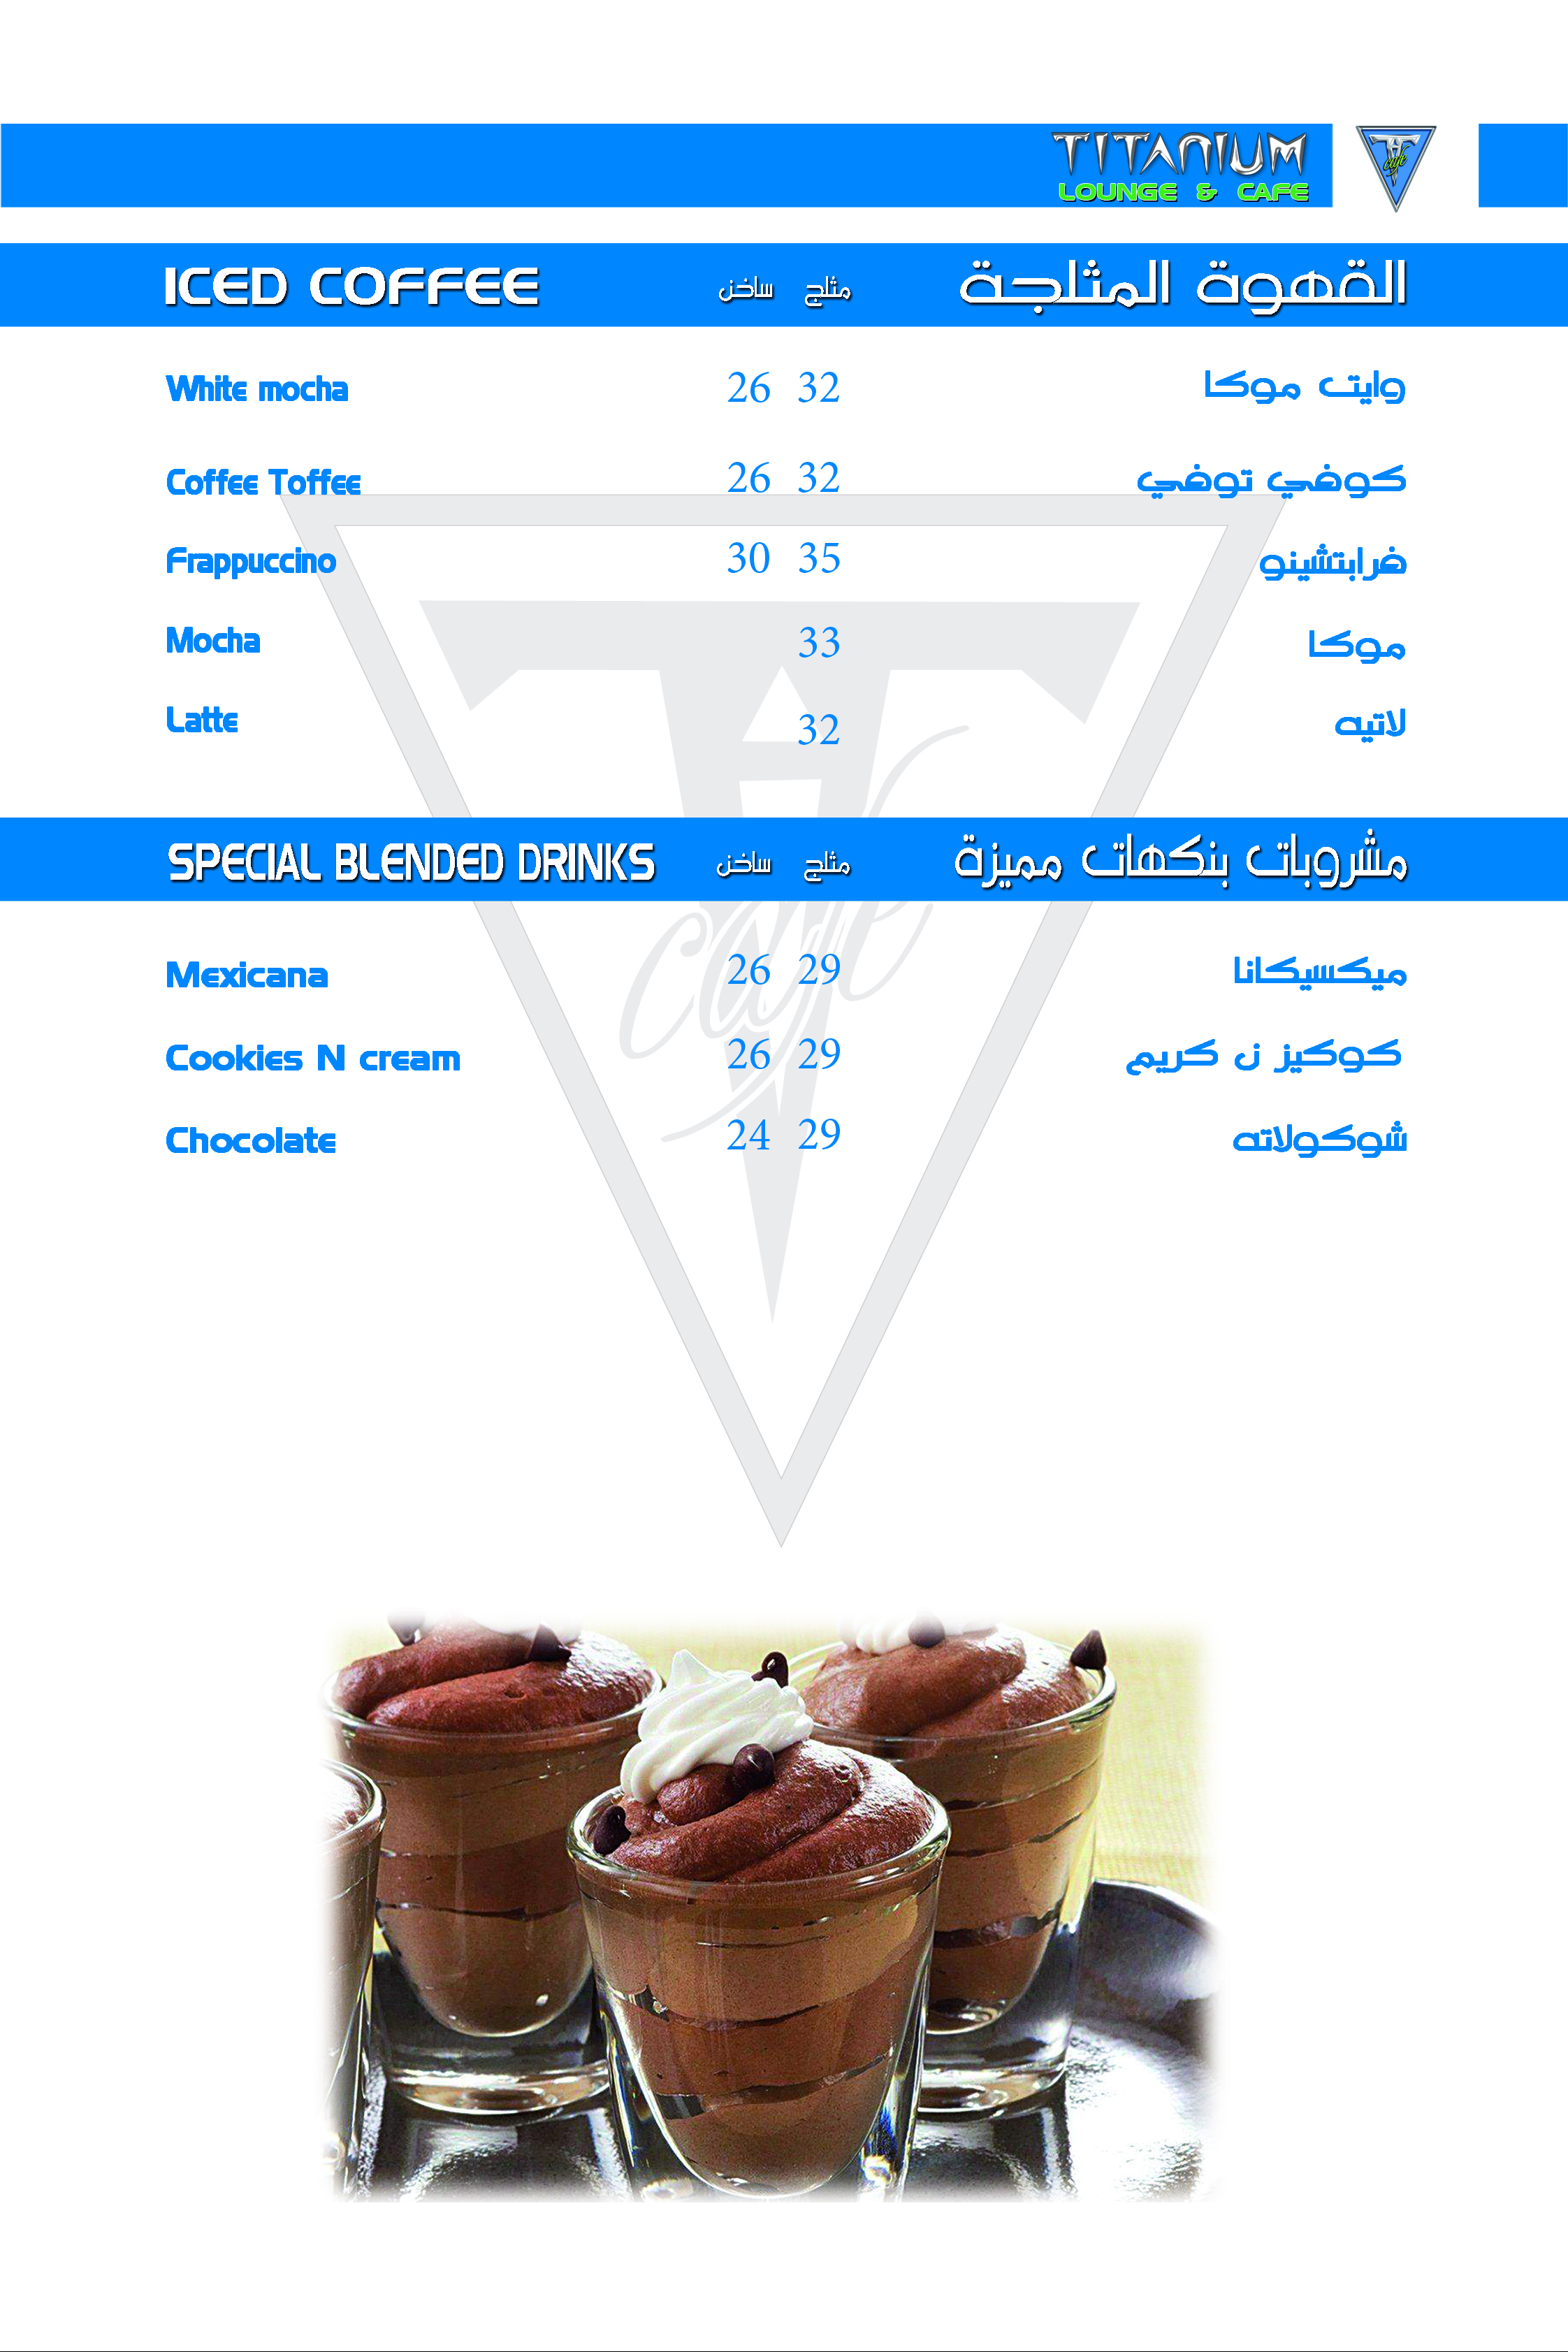 TITANIUM
LOUNGE & CAFE
T cafe
ICED COFFEE ساخن مثلج القهوة المثلجة
White mocha 26 32 وايت موكا
Coffee Toffee 26 32 كوفي توفي
Frappuccino 30 35 فرابتشينو
Mocha 33 موكا
Latte 32 لاتيه
SPECIAL BLENDED DRINKS ساخن مثلج مشروبات بنكهات مميزة
cafe
Mexicana 26 29 ميكسيكانا
Cookies N cream 26 29 كوكيز ن كريم
Chocolate 24 29 شوكولاته